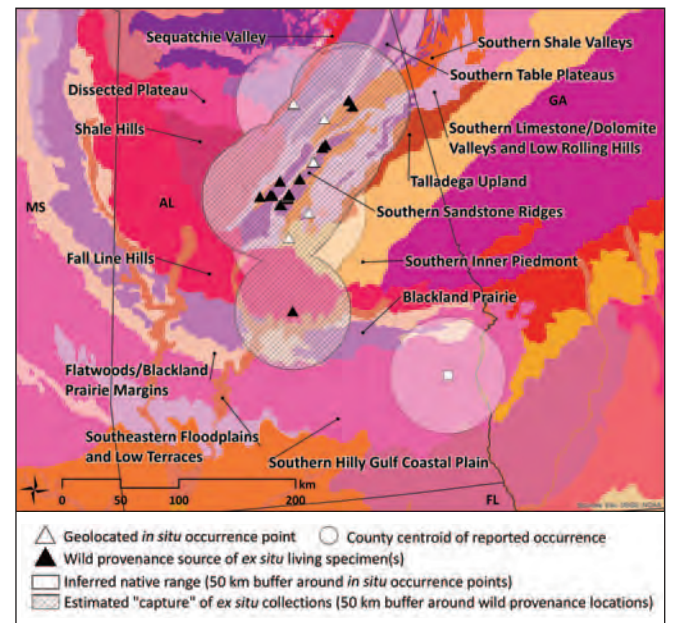 Sequatchie Valley
Southern Shale Valleys
Southern Table Plateaus
Dissected Plateau
GA
Shale Hills
Southern Limestone/Dolomite
Valleys and Low Rolling Hills
Talladega Upland
MS
AL
Southern Sandstone Ridges
Fall Line Hills
Southern Inner Piedmont
Blackland Prairie
Flatwoods/Blackland
Prairie Margins
Southeastern Floodplains
and Low Terraces
Southern Hilly Gulf Coastal Plain
km
0 50 100 200
FL
Geolocated in situ occurrence point
County centroid of reported occurrence
Wild provenance source of ex situ living specimen(s)
Inferred native range (50 km buffer around in situ occurrence points)
Estimated "capture" of ex situ collections (50 km buffer around wild provenance locations)